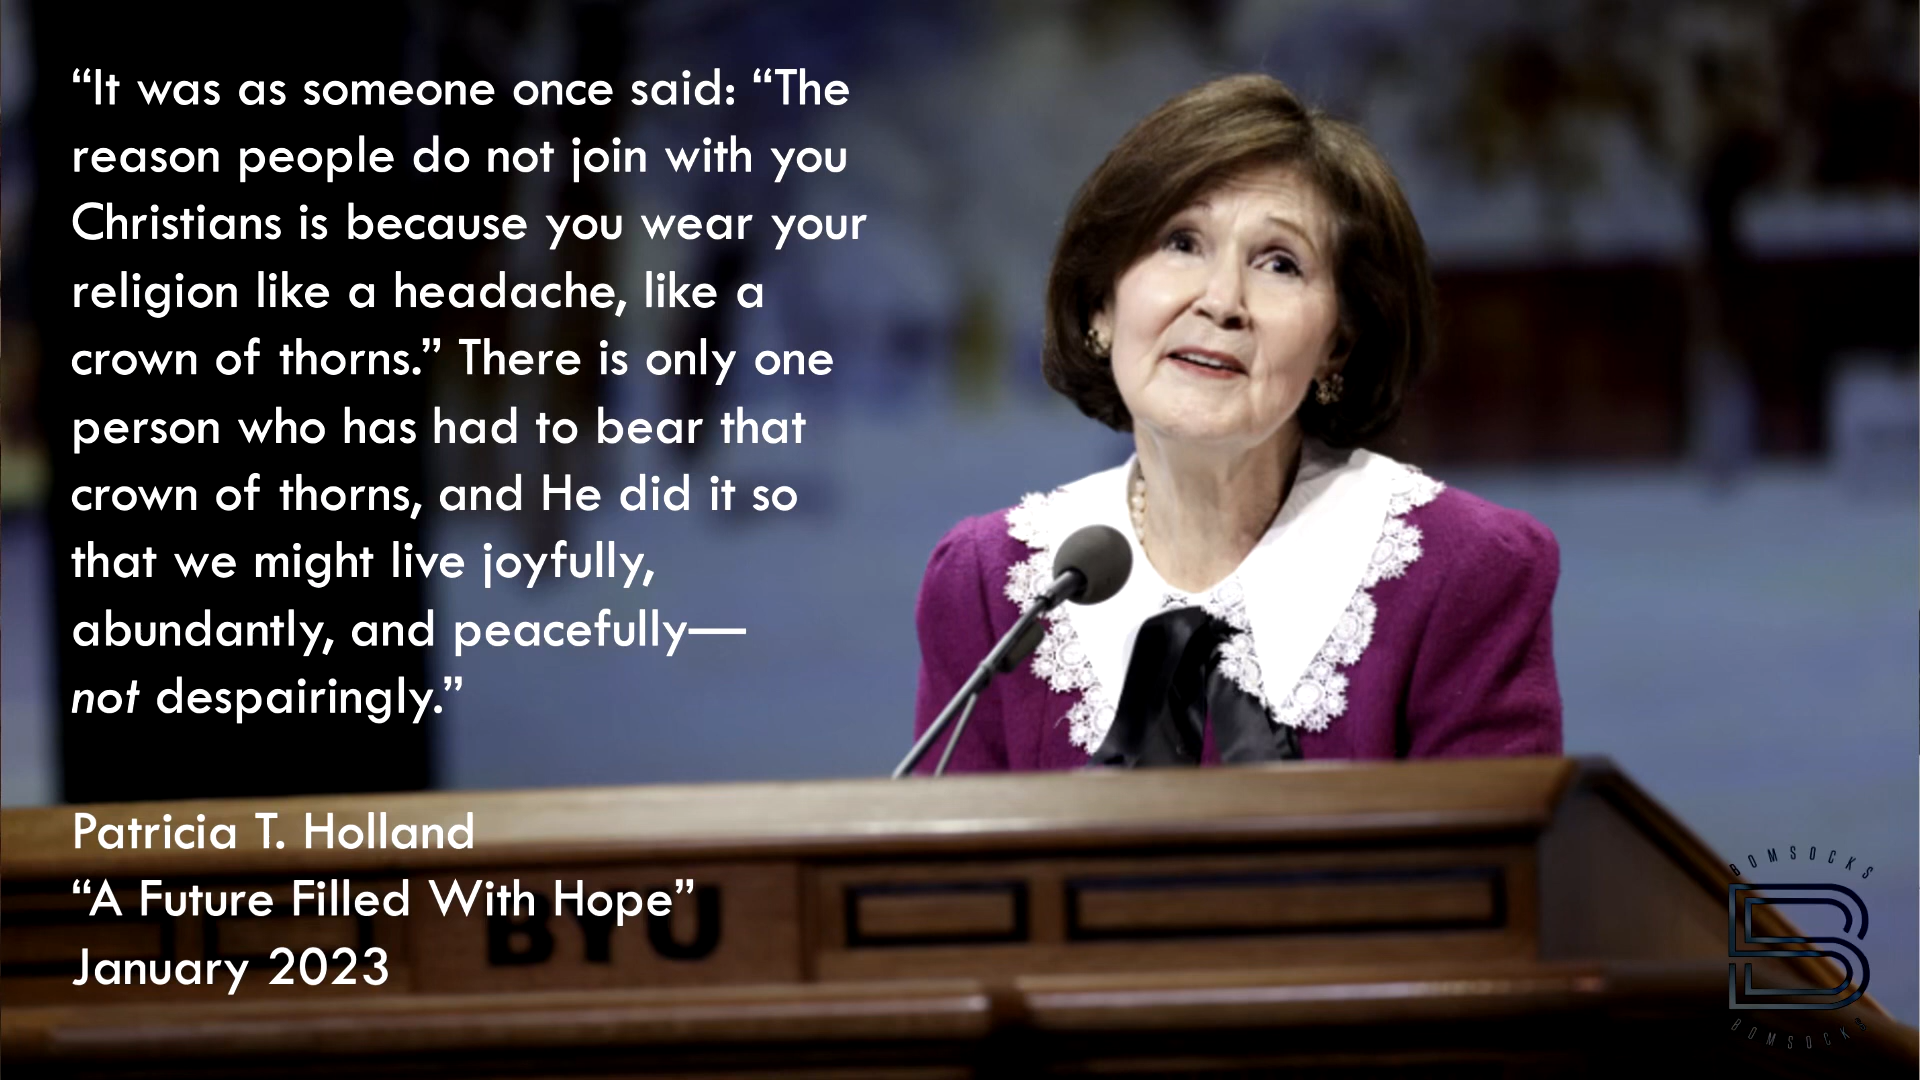 “It was as someone once said: “The
reason people do not join with you
Christians is because you wear your
religion like a headache, like a
crown of thorns.” There is only one
person who has had to bear that
crown of thorns, and He did it so
that we might live joyfully,
abundantly, and peacefully—
not despairingly.”
Patricia T. Holland
“A Future Filled With Hope”
January 2023
BYU
BOMSOCKS
B
BOMSOCKS